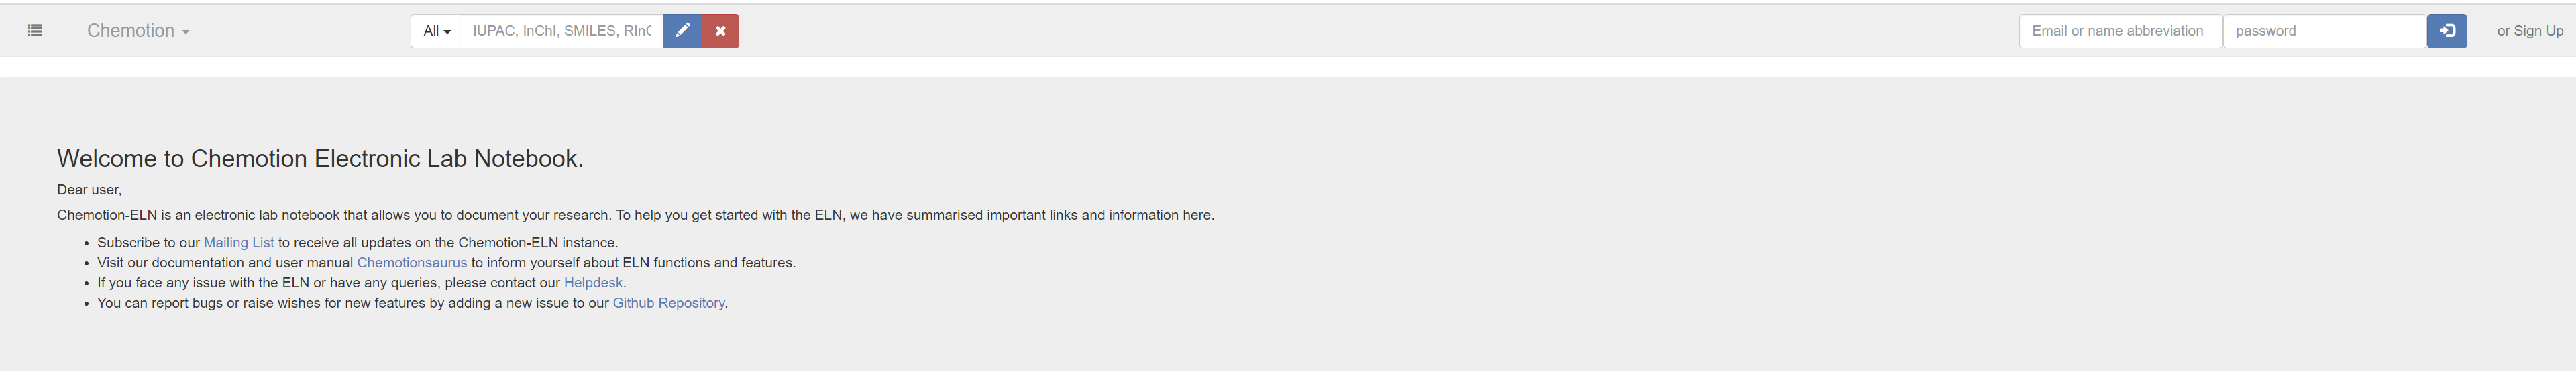 Chemotion
All
IUPAC, InChI, SMILES, RInC
Email or name abbreviation
password
or Sign Up
Welcome to Chemotion Electronic Lab Notebook.
Dear user,
Chemotion-ELN is an electronic lab notebook that allows you to document your research. To help you get started with the ELN, we have summarised important links and information here.
• Subscribe to our Mailing List to receive all updates on the Chemotion-ELN instance.
• Visit our documentation and user manual Chemotionsaurus to inform yourself about ELN functions and features.
• If you face any issue with the ELN or have any queries, please contact our Helpdesk.
• You can report bugs or raise wishes for new features by adding a new issue to our Github Repository.